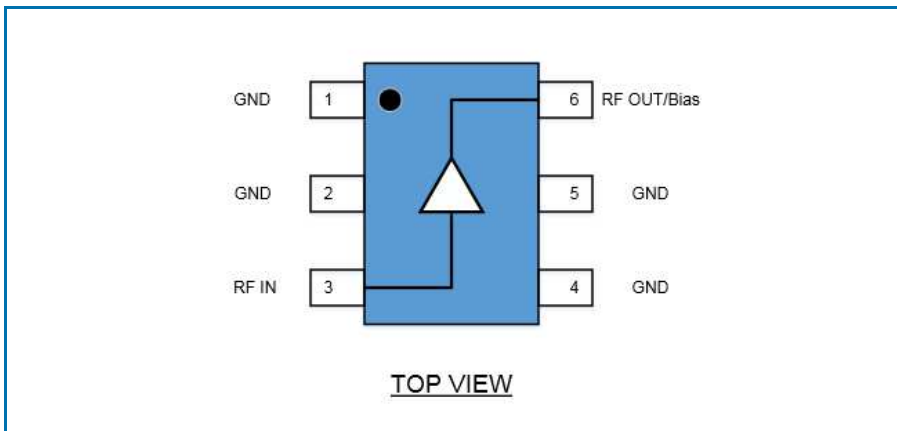 GND 1 6 RF OUT/Bias
GND 2 5 GND
RF IN 3 4 GND
TOP VIEW